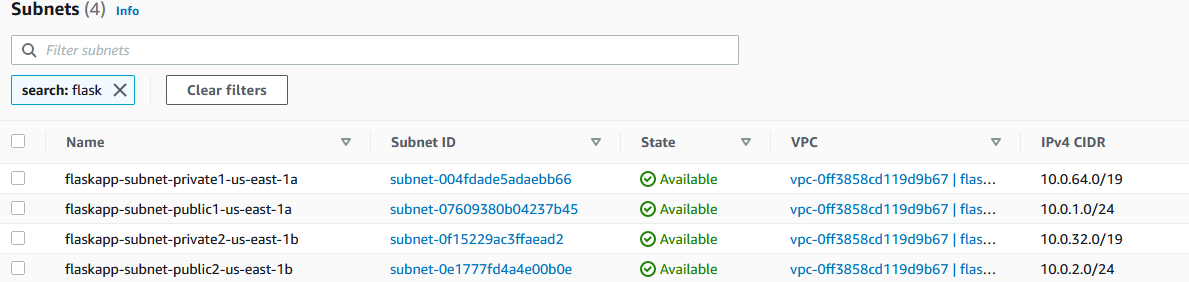 Subnets (4) Info
Filter subnets
search: flask Clear filters
Name Subnet ID State VPC IPv4 CIDR
flaskapp-subnet-private1-us-east-1a subnet-004fdade5adaebb66 Available vpc-0ff3858cd119d9b67 | flas… 10.0.64.0/19
flaskapp-subnet-public1-us-east-1a subnet-07609380b04237b45 Available vpc-0ff3858cd119d9b67 | flas… 10.0.1.0/24
flaskapp-subnet-private2-us-east-1b subnet-0f15229ac3ffaead2 Available vpc-0ff3858cd119d9b67 | flas… 10.0.32.0/19
flaskapp-subnet-public2-us-east-1b subnet-0e1777fd4a4e00b0e Available vpc-0ff3858cd119d9b67 | flas… 10.0.2.0/24